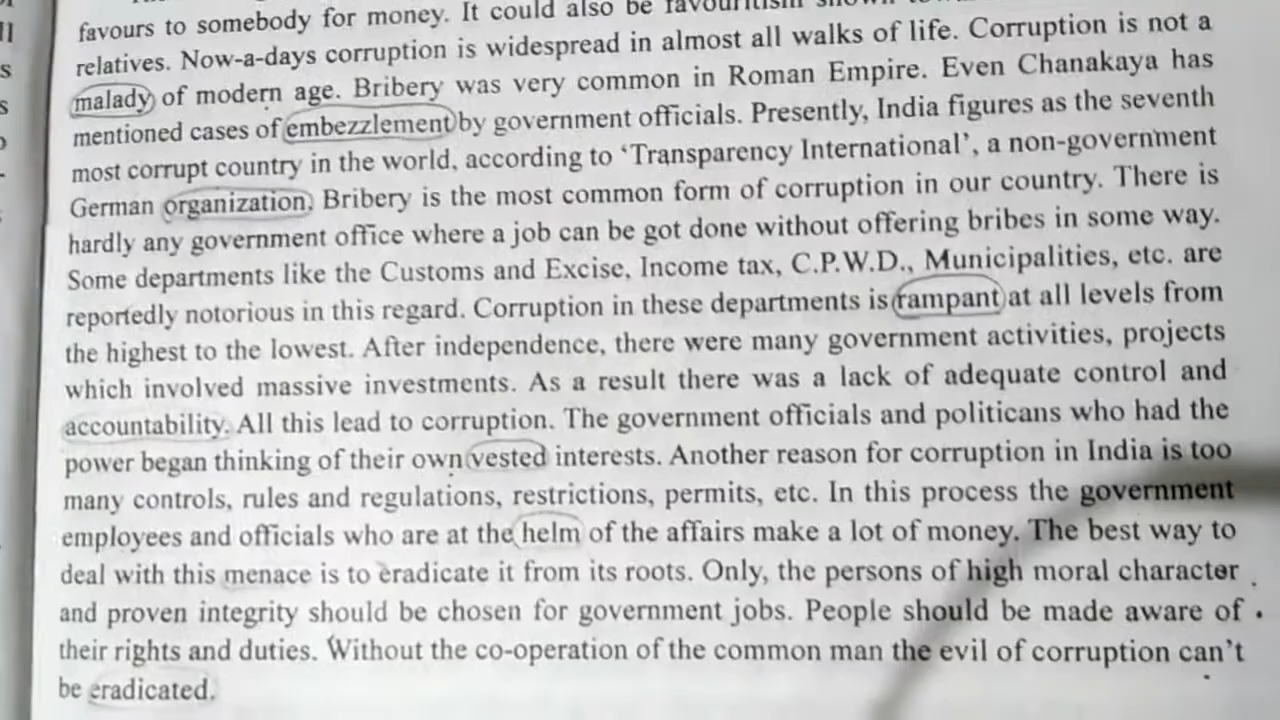 favours to somebody for money. It could also be favouritism shown
relatives. Now-a-days corruption is widespread in almost all walks of life. Corruption is not a
malady of modern age. Bribery was very common in Roman Empire. Even Chanakaya has
mentioned cases of embezzlement by government officials. Presently, India figures as the seventh
most corrupt country in the world, according to ‘Transparency International’, a non-government
German organization. Bribery is the most common form of corruption in our country. There is
hardly any government office where a job can be got done without offering bribes in some way.
Some departments like the Customs and Excise, Income tax, C.P.W.D., Municipalities, etc. are
reportedly notorious in this regard. Corruption in these departments is rampant at all levels from
the highest to the lowest. After independence, there were many government activities, projects
which involved massive investments. As a result there was a lack of adequate control and
accountability. All this lead to corruption. The government officials and politicans who had the
power began thinking of their own vested interests. Another reason for corruption in India is too
many controls, rules and regulations, restrictions, permits, etc. In this process the government
employees and officials who are at the helm of the affairs make a lot of money. The best way to
deal with this menace is to eradicate it from its roots. Only, the persons of high moral character
and proven integrity should be chosen for government jobs. People should be made aware of
their rights and duties. Without the co-operation of the common man the evil of corruption can’t
be eradicated.